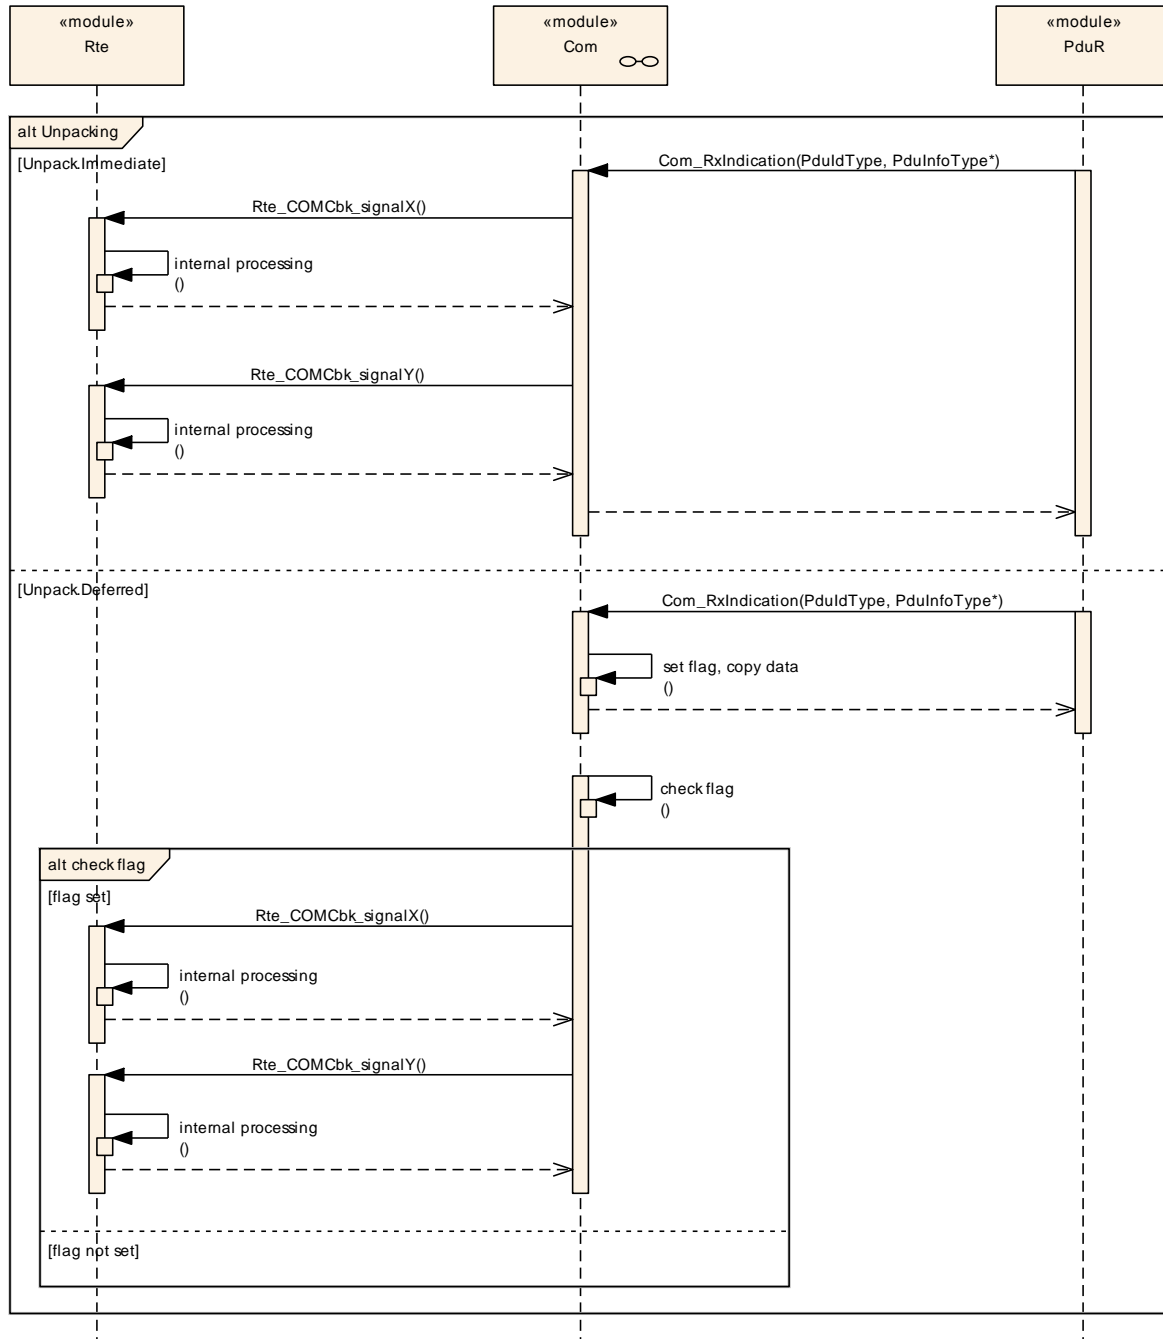 «module»
Rte
«module»
Com
«module»
PduR
alt Unpacking
[Unpack.Immediate]
Com_RxIndication(PduIdType, PduInfoType*)
Rte_COMCbk_signalX()
internal processing
()
Rte_COMCbk_signalY()
internal processing
()
[Unpack.Deferred]
Com_RxIndication(PduIdType, PduInfoType*)
set flag, copy data
()
check flag
()
alt check flag
[flag set]
Rte_COMCbk_signalX()
internal processing
()
Rte_COMCbk_signalY()
internal processing
()
[flag not set]